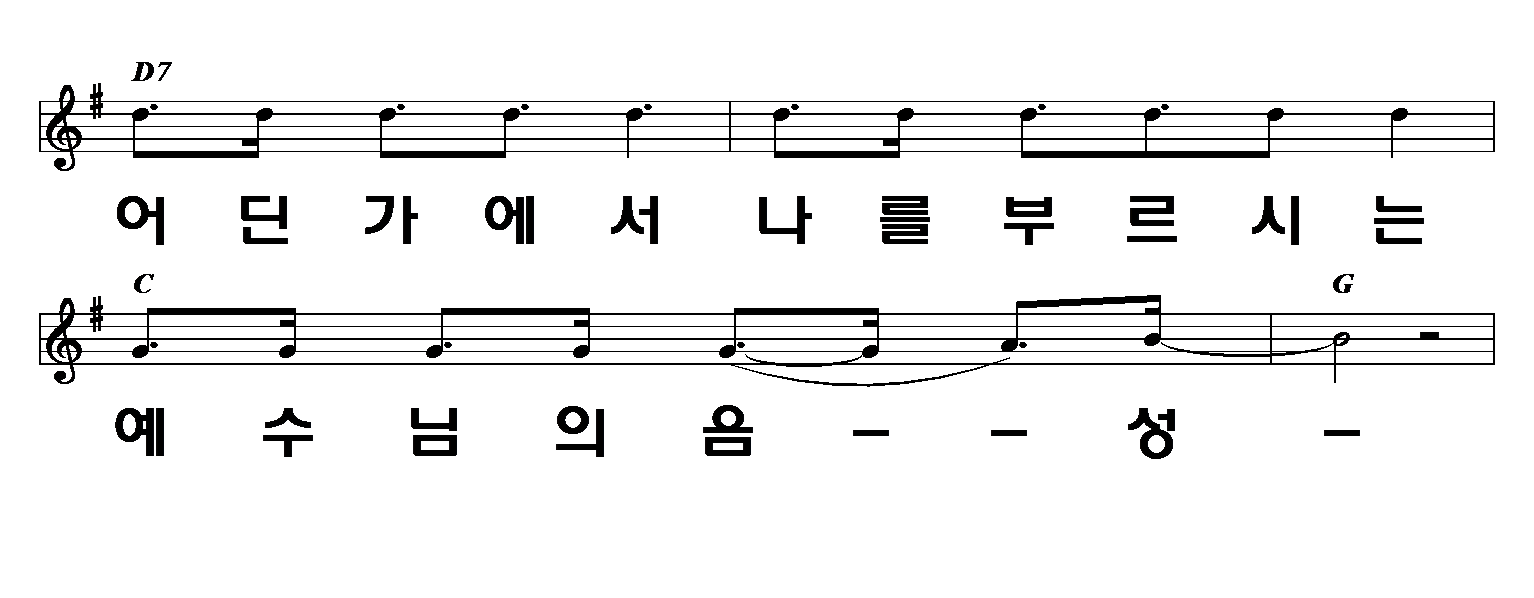 D7
어 딘 가 에 서 나 를 부 르 시 는
C G
예 수 님 의 음 - - 성 -